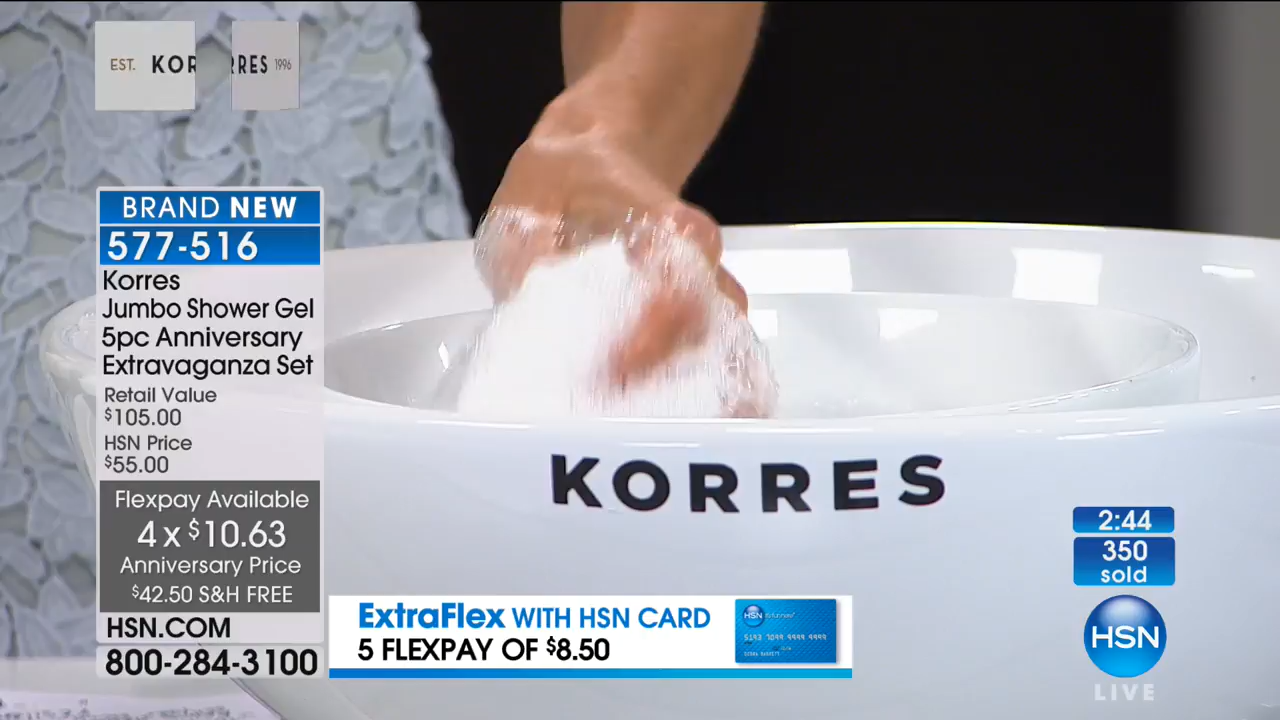 EST. KOR RRES 1996
BRAND NEW
577-516
Korres
Jumbo Shower Gel
5pc Anniversary
Extravaganza Set
Retail Value
$105.00
HSN Price
$55.00
Flexpay Available
4 x $10.63
Anniversary Price
$42.50 S&H FREE
HSN.COM
800-284-3100
KORRES
ExtraFlex WITH HSN CARD
5 FLEXPAY OF $8.50
HSN
2:44
350
sold
HSN
LIVE